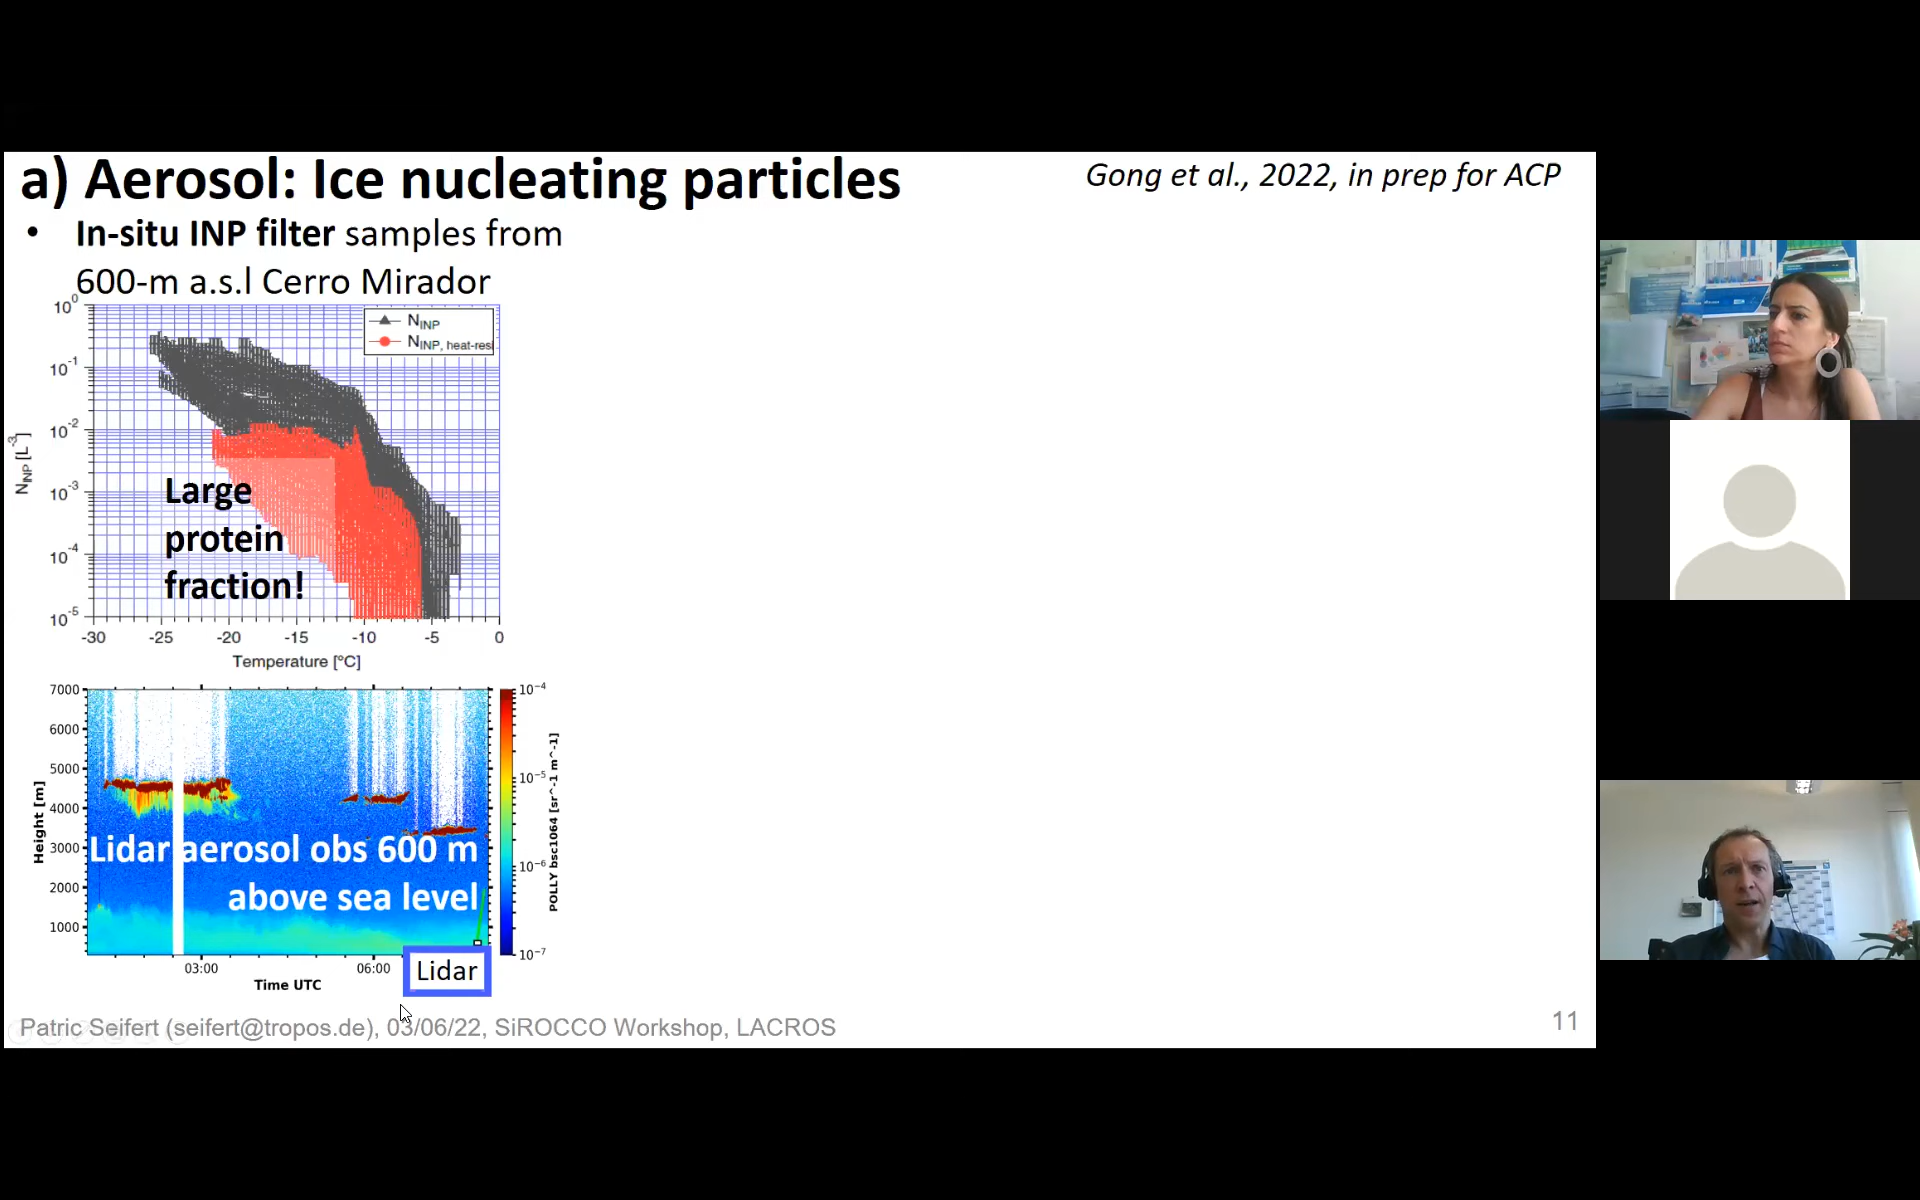 a) Aerosol: Ice nucleating particles
Gong et al., 2022, in prep for ACP
• In-situ INP filter samples from
600-m a.s.l Cerro Mirador
N_INP
N_INP, heat-resi
10^0
10^-1
10^-2
10^-3
10^-4
10^-5
N_INP [L^-3]
Large
protein
fraction!
-30 -25 -20 -15 -10 -5 0
Temperature [°C]
7000
6000
5000
4000
3000
2000
1000
Height [m]
Lidar aerosol obs 600 m
above sea level
03:00 06:00
Time UTC
Lidar
10^-4
10^-5
10^-6
10^-7
POLLY bsc1064 [sr^-1 m^-1]
Patric Seifert (seifert@tropos.de), 03/06/22, SiROCCO Workshop, LACROS
11